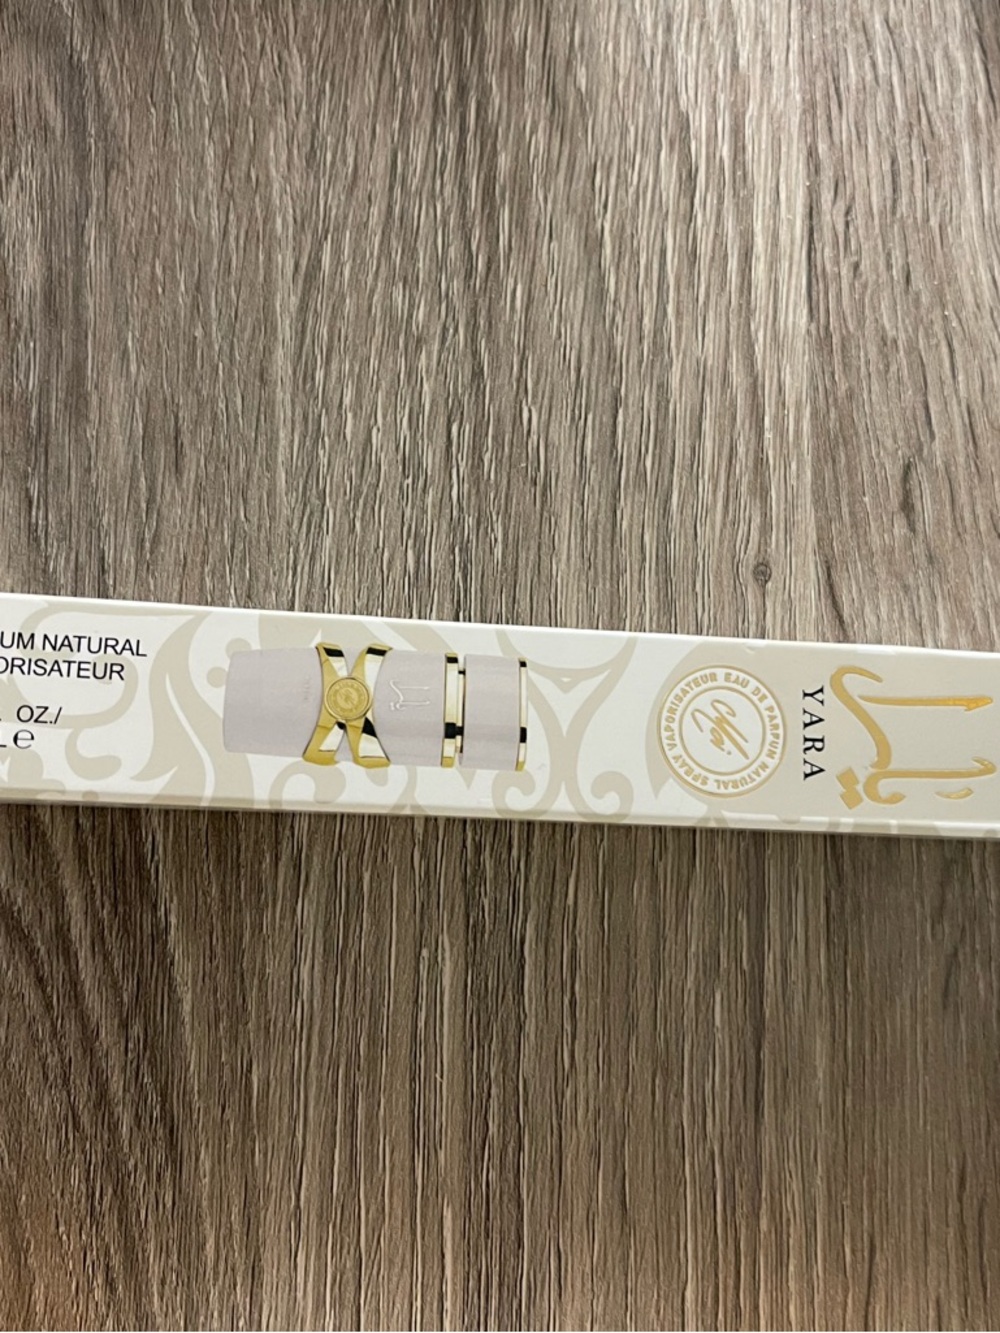 UM NATURAL
ORISATEUR
OZ./
L e
EAU DE PARFUM NATURAL SPRAY VAPORISATEUR
YARA
يارا